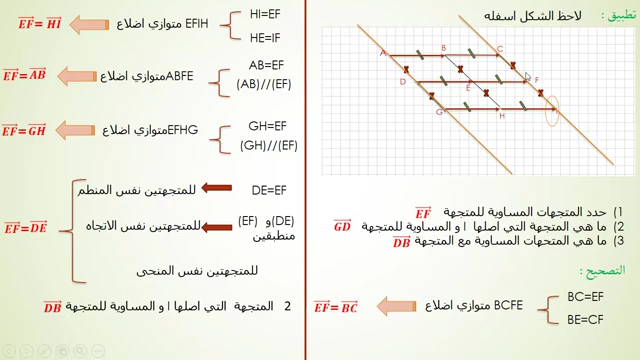 تطبيق : لاحظ الشكل اسفله
A B C
D E F
G H
1) حدد المتجهات المساوية للمتجهة EF
2) ما هي المتجهة التي اصلها I و المساوية للمتجهة GD
3) ما هي المتجهات المساوية مع المتجهة DB
التصحيح :
BC=EF
BE=CF
BCFE متوازي اضلاع
EF = BC
HI=EF
HE=IF
EFIH متوازي اضلاع
EF = HI
AB=EF
(AB)//(EF)
ABFE متوازي اضلاع
EF = AB
GH=EF
(GH)//(EF)
EFHG متوازي اضلاع
EF = GH
DE=EF
للمتجهتين نفس المنظم
(DE) و (EF) منطبقين
للمتجهتين نفس الاتجاه
للمتجهتين نفس المنحى
EF = DE
2 المتجهة التي اصلها I و المساوية للمتجهة DB